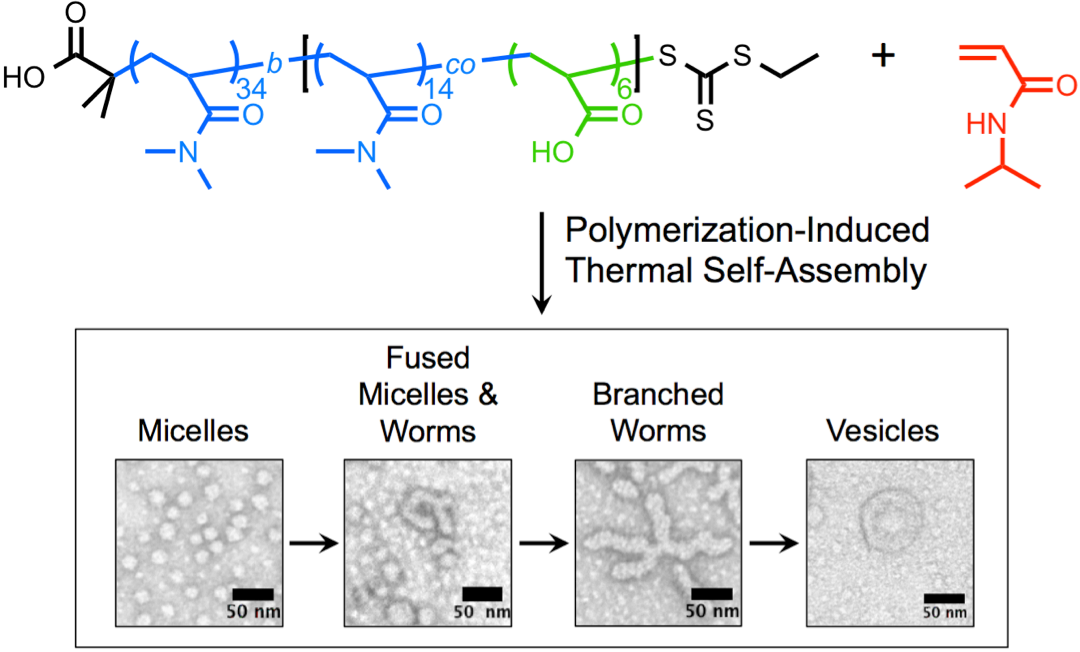 O
HO
34
O
N
b
[
14
O
N
co
6
O
HO
]
S
S
S
+
O
HN
Polymerization-Induced
Thermal Self-Assembly
Micelles
Fused
Micelles &
Worms
Branched
Worms
Vesicles
50 nm
50 nm
50 nm
50 nm